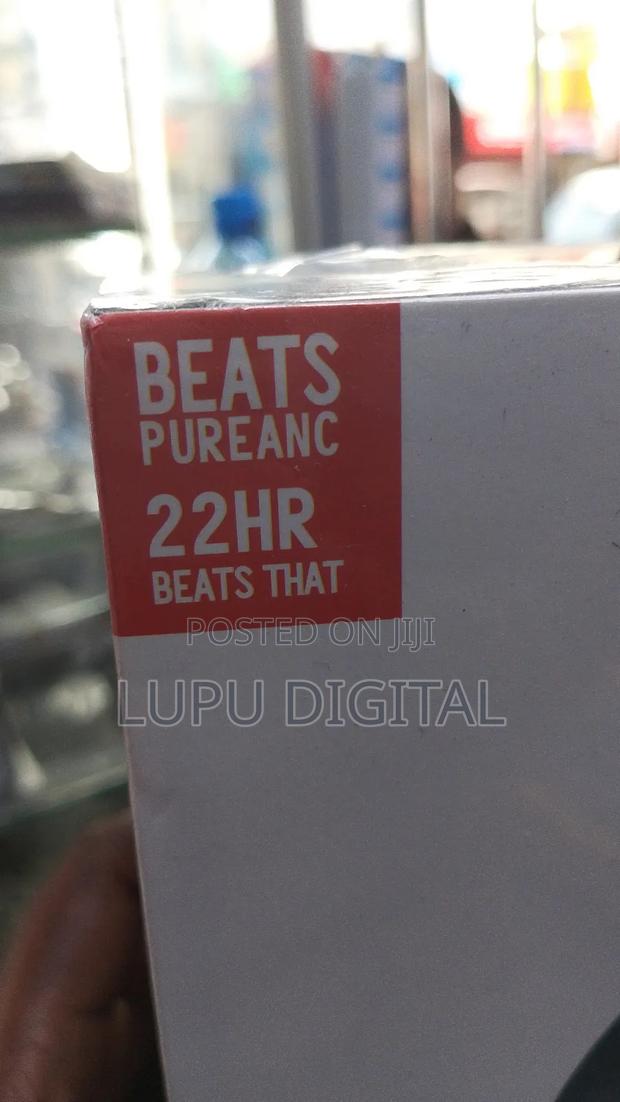 BEATS
PUREANC
22HR
BEATS THAT
POSTED ON JIJI
LUPU DIGITAL